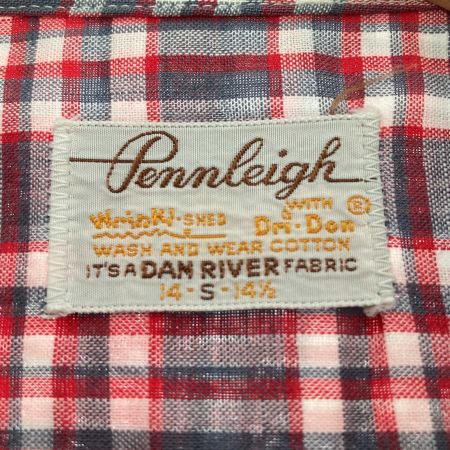 Pennleigh
Wrinkl-SHED WITH Dri-Don ®
WASH AND WEAR COTTON
IT'S A DAN RIVER FABRIC
14 - S - 14½